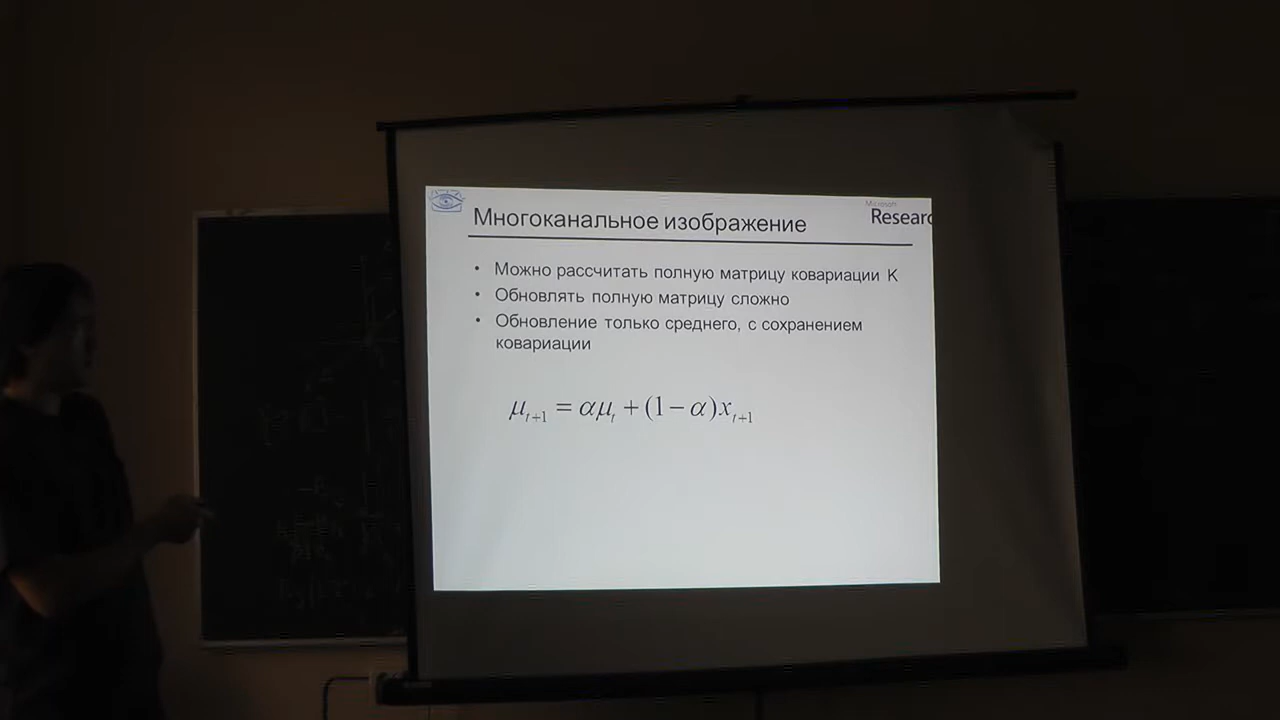 Microsoft
Researc
Многоканальное изображение
• Можно рассчитать полную матрицу ковариации K
• Обновлять полную матрицу сложно
• Обновление только среднего, с сохранением
ковариации
μ_{t+1} = αμ_t + (1 − α)x_{t+1}